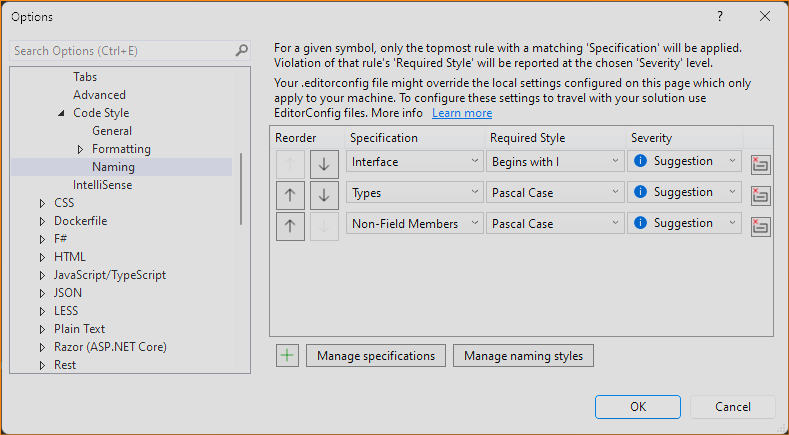 Options
?
Search Options (Ctrl+E)
Tabs
Advanced
Code Style
General
Formatting
Naming
IntelliSense
CSS
Dockerfile
F#
HTML
JavaScript/TypeScript
JSON
LESS
Plain Text
Razor (ASP.NET Core)
Rest
For a given symbol, only the topmost rule with a matching 'Specification' will be applied.
Violation of that rule's 'Required Style' will be reported at the chosen 'Severity' level.
Your .editorconfig file might override the local settings configured on this page which only
apply to your machine. To configure these settings to travel with your solution use
EditorConfig files. More info Learn more
Reorder Specification Required Style Severity
Interface Begins with I Suggestion
Types Pascal Case Suggestion
Non-Field Members Pascal Case Suggestion
Manage specifications Manage naming styles
OK Cancel